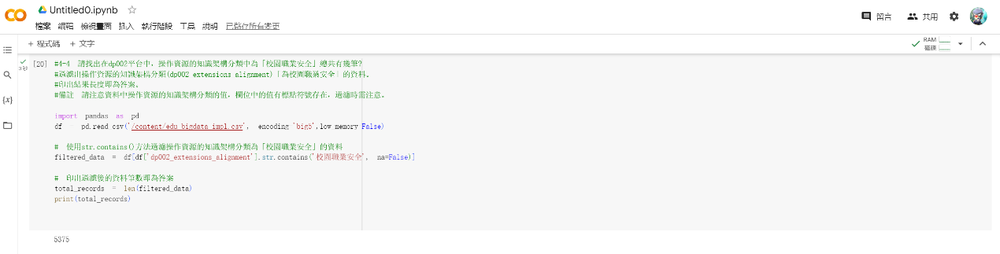 Untitled0.ipynb
檔案 編輯 檢視畫面 插入 執行階段 工具 說明 已儲存所有變更
留言 共用
+ 程式碼 + 文字
RAM
磁碟
[20] #4-4 請找出在dp002平台中，操作資源的知識架構分類中為「校園職業安全」總共有幾筆?
0 秒
#過濾出操作資源的知識架構分類(dp002_extensions_alignment)「為校園職業安全」的資料。
#印出結果長度即為答案。
#備註 請注意資料中操作資源的知識架構分類的值，欄位中的值有標點符號存在，過濾時需注意。
import pandas as pd
df = pd.read_csv('/content/edu_bigdata_imp1.csv', encoding='big5',low_memory=False)
# 使用str.contains()方法過濾操作資源的知識架構分類為「校園職業安全」的資料
filtered_data = df[df['dp002_extensions_alignment'].str.contains('校園職業安全', na=False)]
# 印出過濾後的資料筆數即為答案
total_records = len(filtered_data)
print(total_records)
5375
{x}